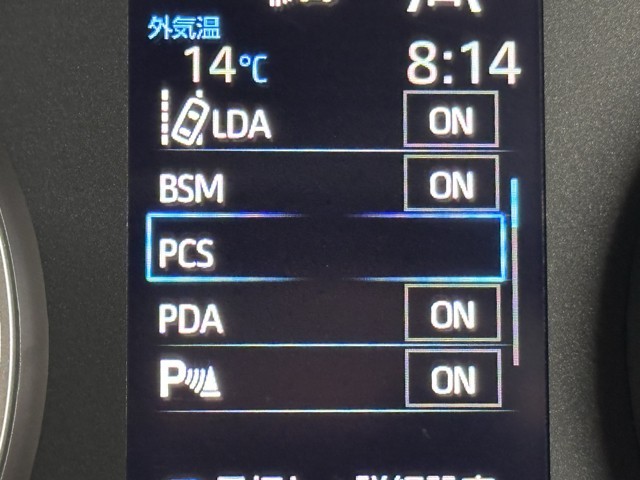 外気温
14℃ 8:14
LDA ON
BSM ON
PCS
PDA ON
P ON